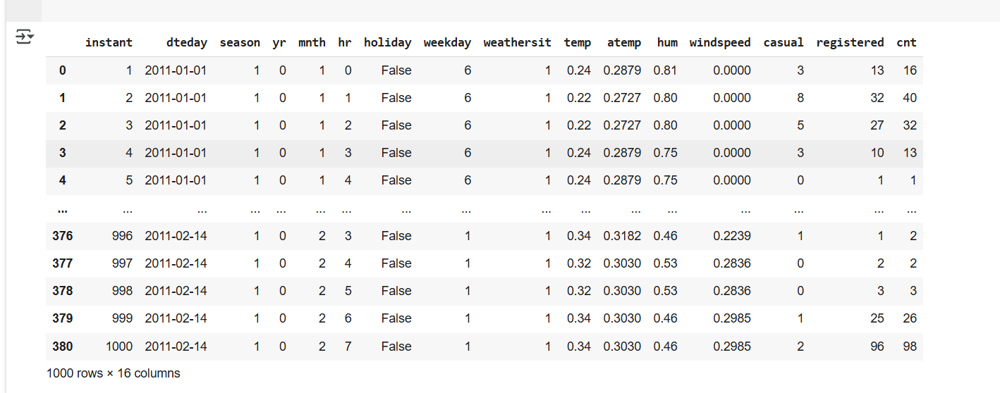 instant dteday season yr mnth hr holiday weekday weathersit temp atemp hum windspeed casual registered cnt
0 1 2011-01-01 1 0 1 0 False 6 1 0.24 0.2879 0.81 0.0000 3 13 16
1 2 2011-01-01 1 0 1 1 False 6 1 0.22 0.2727 0.80 0.0000 8 32 40
2 3 2011-01-01 1 0 1 2 False 6 1 0.22 0.2727 0.80 0.0000 5 27 32
3 4 2011-01-01 1 0 1 3 False 6 1 0.24 0.2879 0.75 0.0000 3 10 13
4 5 2011-01-01 1 0 1 4 False 6 1 0.24 0.2879 0.75 0.0000 0 1 1
... ... ... ... ... ... ... ... ... ... ... ... ... ... ... ... ...
376 996 2011-02-14 1 0 2 3 False 1 1 0.34 0.3182 0.46 0.2239 1 1 2
377 997 2011-02-14 1 0 2 4 False 1 1 0.32 0.3030 0.53 0.2836 0 2 2
378 998 2011-02-14 1 0 2 5 False 1 1 0.32 0.3030 0.53 0.2836 0 3 3
379 999 2011-02-14 1 0 2 6 False 1 1 0.34 0.3030 0.46 0.2985 1 25 26
380 1000 2011-02-14 1 0 2 7 False 1 1 0.34 0.3030 0.46 0.2985 2 96 98
1000 rows × 16 columns